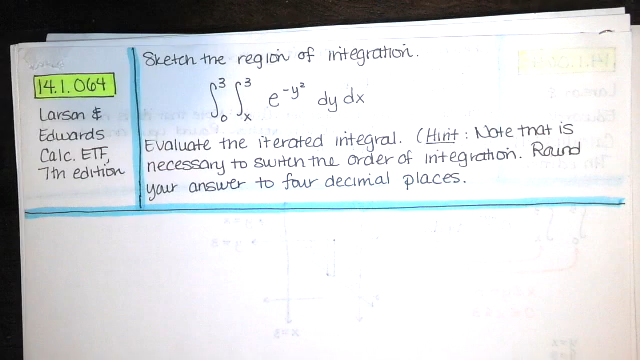 14.1.064
Larson &
Edwards
Calc. ETF,
7th edition
Sketch the region of integration.
∫₀³ ∫ₓ³ e^(-y²) dy dx
Evaluate the iterated integral. (Hint: Note that is
necessary to switch the order of integration. Round
your answer to four decimal places.